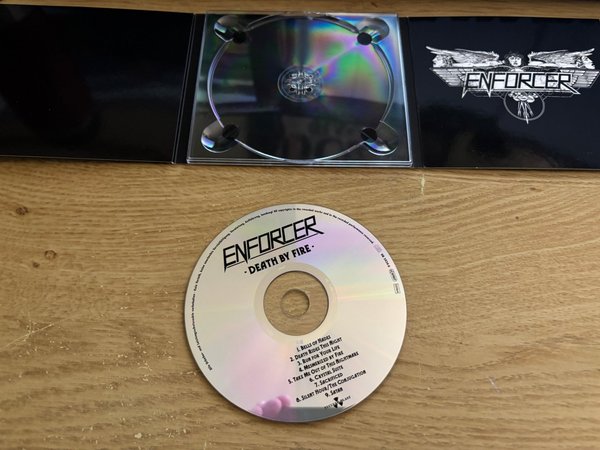 ENFORCER
ENFORCER
· DEATH BY FIRE ·
1. BELLS OF HADES
2. DEATH RIDES THIS NIGHT
3. RUN FOR YOUR LIFE
4. MESMERIZED BY FIRE
5. TAKE ME OUT OF THIS NIGHTMARE
6. CRYSTAL SUITE
7. SACRIFICED
8. SILENT HOUR/THE CONJUGATION
9. SATAN